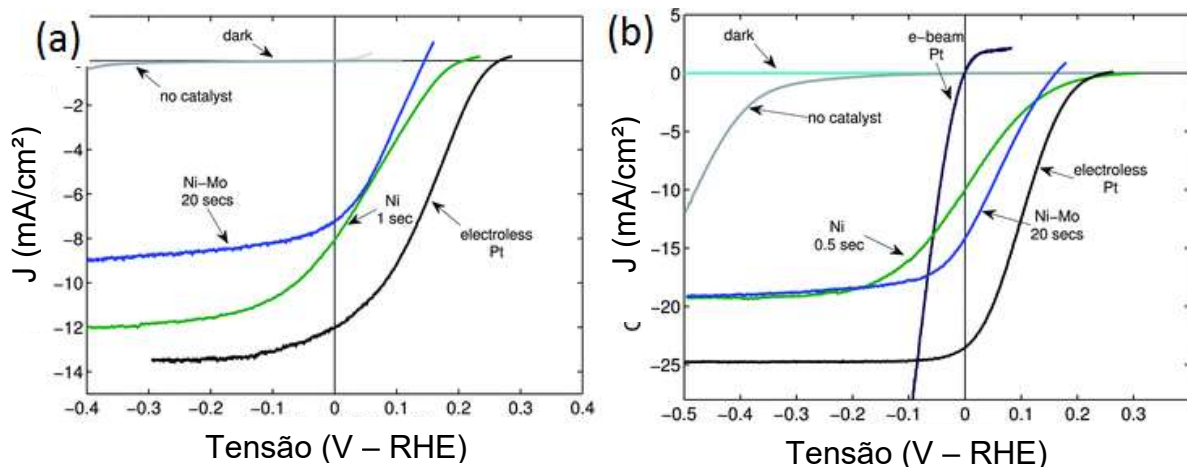 (a)
dark
no catalyst
Ni-Mo
20 secs
Ni
1 sec
electroless
Pt
-2
-4
-6
-8
-10
-12
-14
J (mA/cm²)
-0.4
-0.3
-0.2
-0.1
0
0.1
0.2
0.3
0.4
Tensão (V – RHE)
(b)
dark
e-beam
Pt
no catalyst
electroless
Pt
Ni
0.5 sec
Ni-Mo
20 secs
5
0
-5
-10
-15
-20
-25
J (mA/cm²)
-0.5
-0.4
-0.3
-0.2
-0.1
0
0.1
0.2
0.3
Tensão (V – RHE)